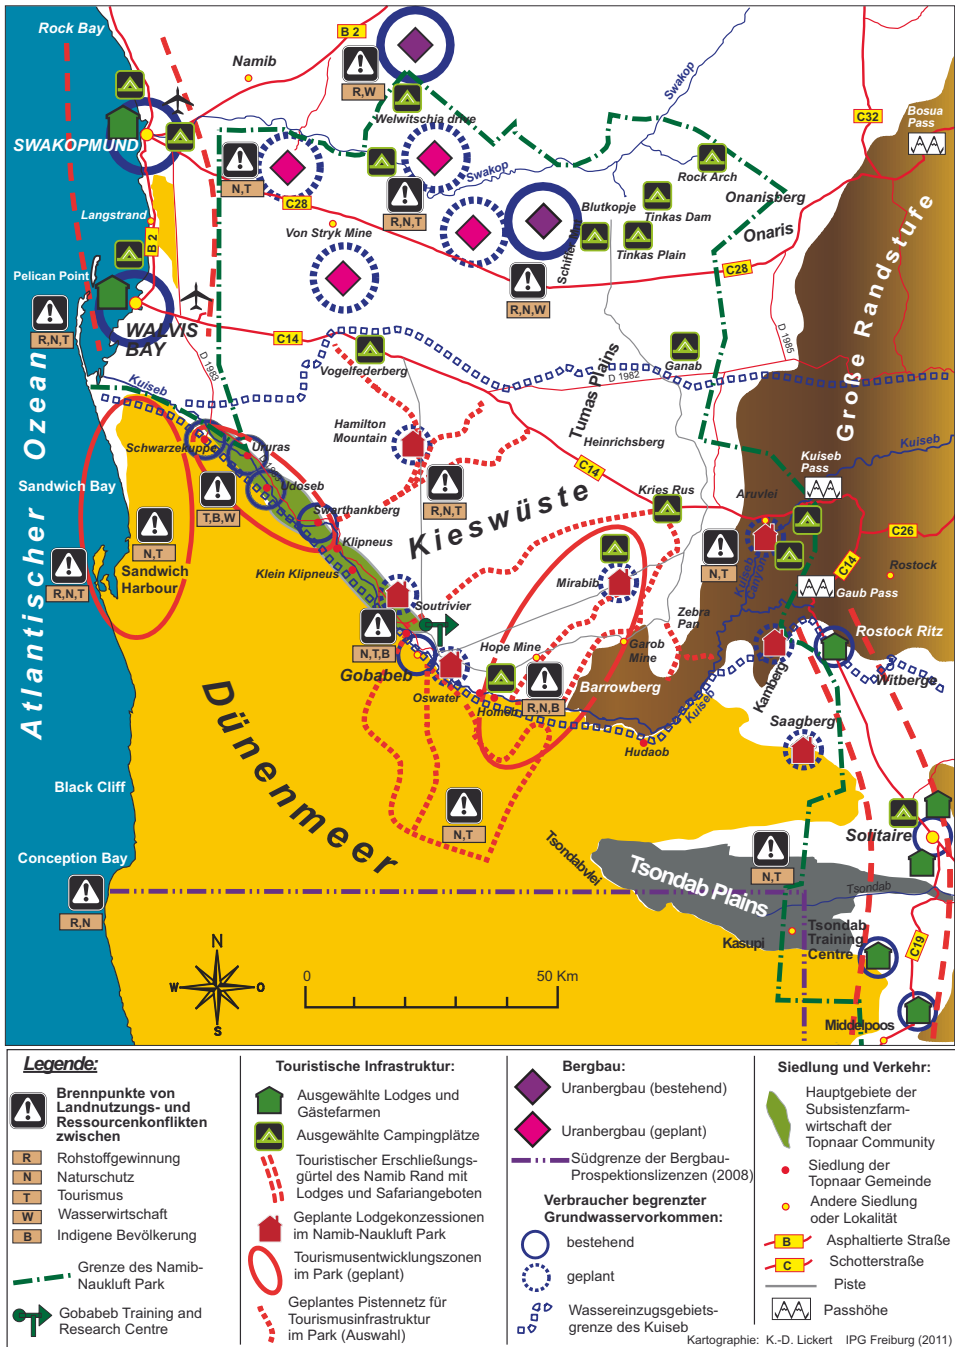 Rock Bay
B 2
Namib
Swakop
R,W
Welwitschia drive
C32
Bosua
Pass
SWAKOPMUND
N,T
Swakop
R,N,T
Rock Arch
Onanisberg
C28
Langstrand
Von Stryk Mine
Blutkopje
Tinkas Dam
Onaris
B 2
Tinkas Plain
Pelican Point
C28
R,N,W
R,N,T
WALVIS
BAY
C14
D 1983
Vogelfederberg
Ganab
D 1982
D 1985
Tumas Plains
Große Randstufe
Kuiseb
Hamilton
Mountain
Heinrichsberg
Kuiseb
Schwarzekuppe
Ururas
Kuiseb
Pass
C14
Sandwich Bay
Udoseb
T,B,W
R,N,T
Kries Rus
Aruvlei
Swarthankberg
Kieswüste
C26
N,T
Klipneus
N,T
Kuiseb
Canyon
C14
Rostock
Sandwich
Harbour
R,N,T
Klein Klipneus
Mirabib
Gaub Pass
Soutrivier
Zebra
Pan
Rostock Ritz
N,T,B
Hope Mine
Garob
Mine
Gobabeb
Oswater
Homeb
R,N,B
Barrowberg
Kuiseb
Kamberg
Witberge
Atlantischer Ozean
Saagberg
Hudaob
Dünenmeer
Black Cliff
N,T
Solitaire
Tsondabvlei
Conception Bay
Tsondab Plains
N,T
Tsondab
R,N
Kasupi
Tsondab
Training
Centre
C19
N
W
O
S
0
50 Km
Middelpoos
Legende:
Brennpunkte von
Landnutzungs- und
Ressourcenkonflikten
zwischen
R Rohstoffgewinnung
N Naturschutz
T Tourismus
W Wasserwirtschaft
B Indigene Bevölkerung
Grenze des Namib-
Naukluft Park
Gobabeb Training and
Research Centre
Touristische Infrastruktur:
Ausgewählte Lodges und
Gästefarmen
Ausgewählte Campingplätze
Touristischer Erschließungs-
gürtel des Namib Rand mit
Lodges und Safariangeboten
Geplante Lodgekonzessionen
im Namib-Naukluft Park
Tourismusentwicklungszonen
im Park (geplant)
Geplantes Pistennetz für
Tourismusinfrastruktur
im Park (Auswahl)
Bergbau:
Uranbergbau (bestehend)
Uranbergbau (geplant)
Südgrenze der Bergbau-
Prospektionslizenzen (2008)
Verbraucher begrenzter
Grundwasservorkommen:
bestehend
geplant
Wassereinzugsgebiets-
grenze des Kuiseb
Siedlung und Verkehr:
Hauptgebiete der
Subsistenzfarm-
wirtschaft der
Topnaar Community
Siedlung der
Topnaar Gemeinde
Andere Siedlung
oder Lokalität
B Asphaltierte Straße
C Schotterstraße
Piste
Passhöhe
Kartographie: K.-D. Lickert IPG Freiburg (2011)